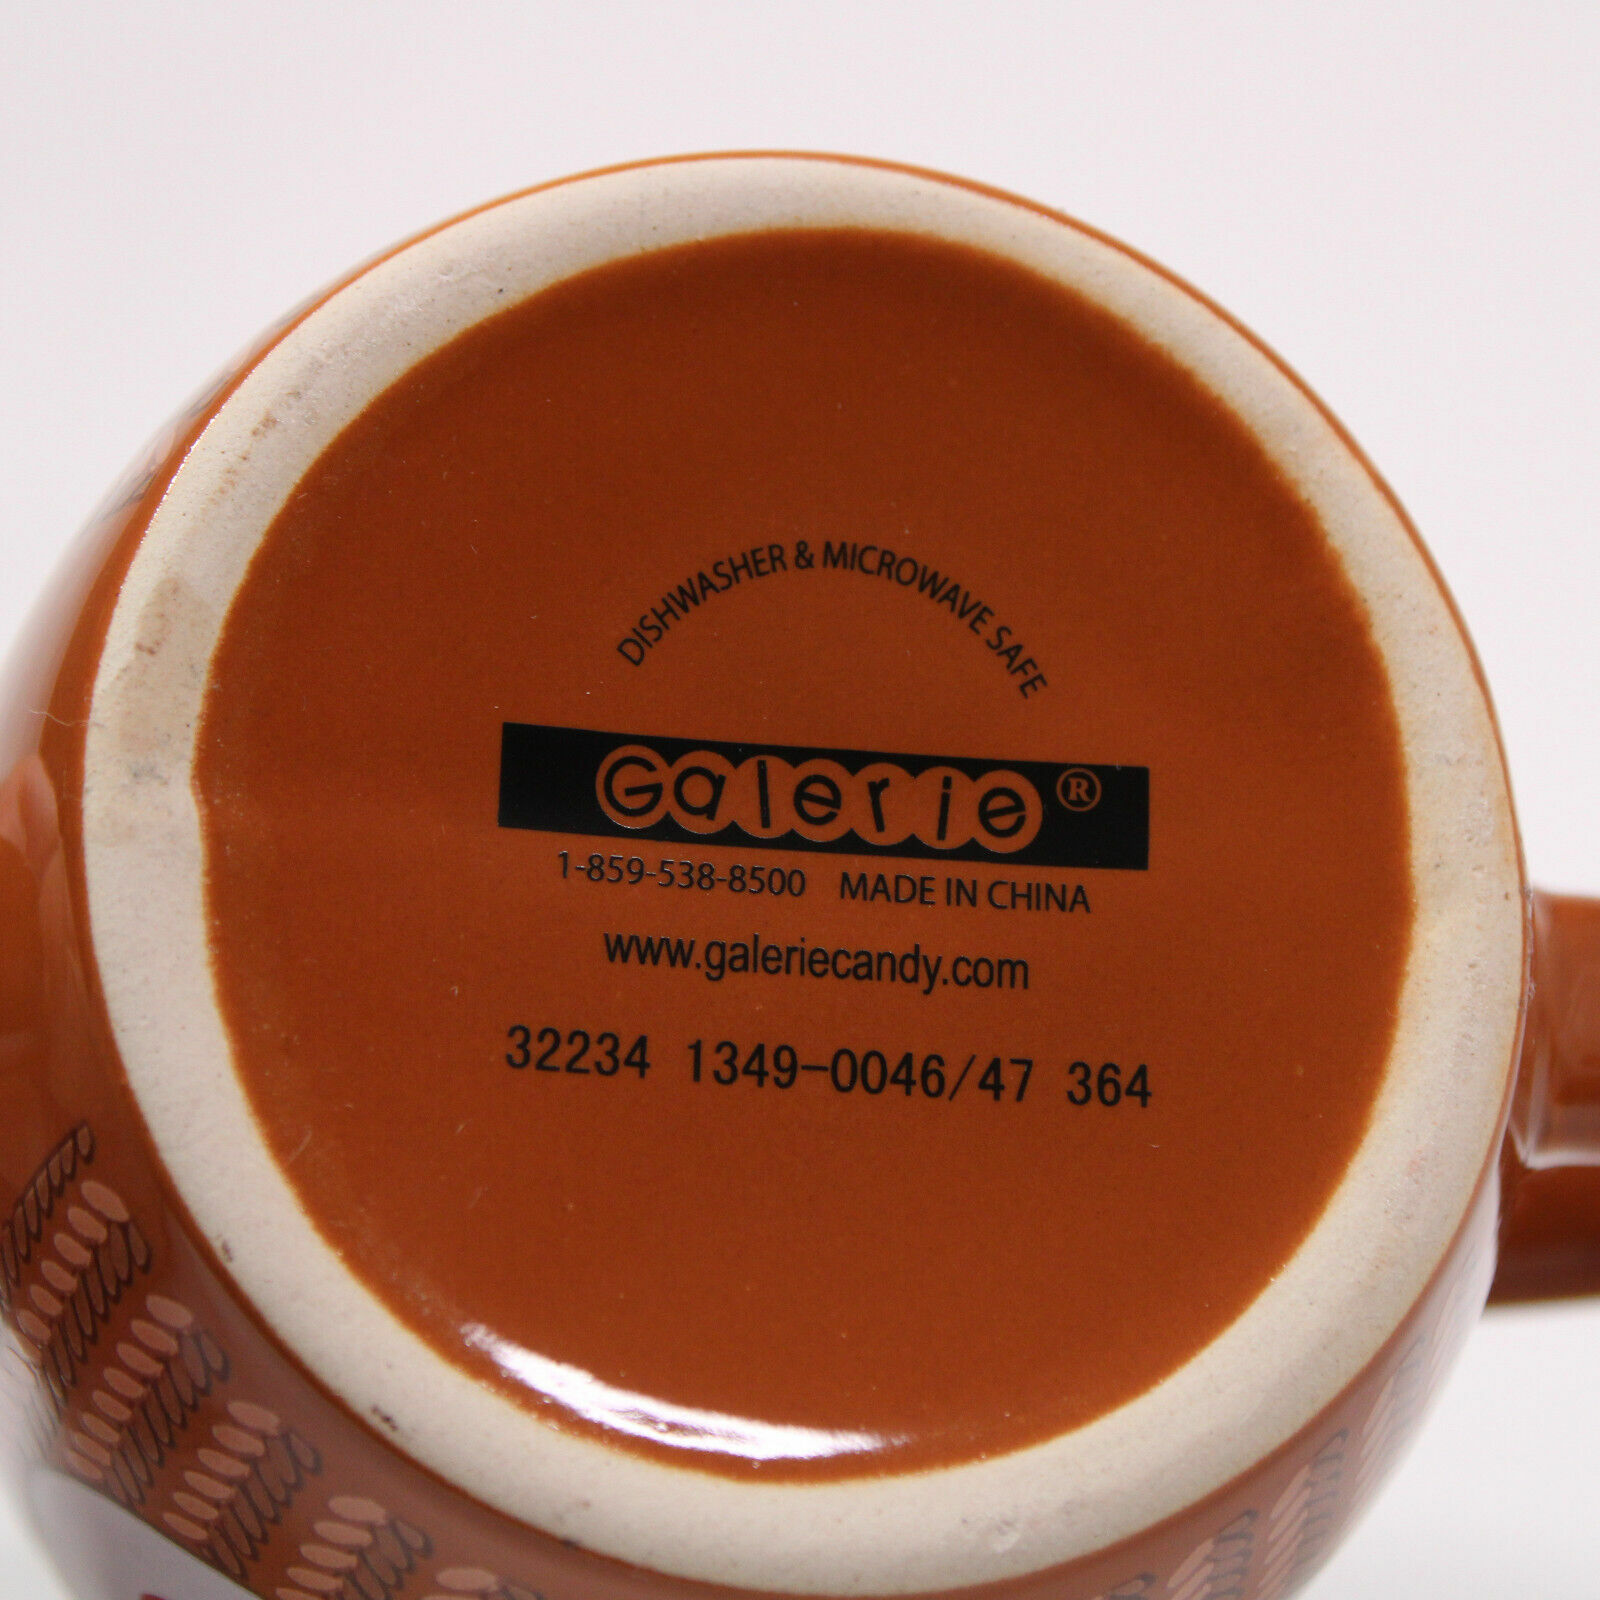 DISHWASHER & MICROWAVE SAFE
Galerie®
1-859-538-8500 MADE IN CHINA
www.galeriecandy.com
32234 1349-0046/47 364